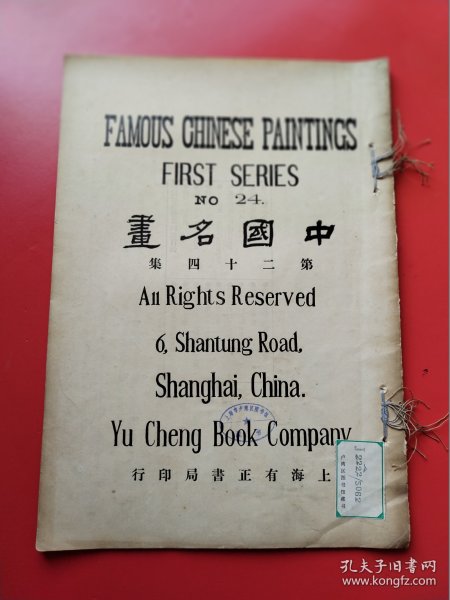 FAMOUS CHINESE PAINTINGS
FIRST SERIES
NO 24.
中國名畫
第二十四集
All Rights Reserved
6, Shantung Road,
Shanghai, China.
Yu Cheng Book Company
上海有正書局印行
J
2222/5062
孔夫子旧书网
www.kongfz.com